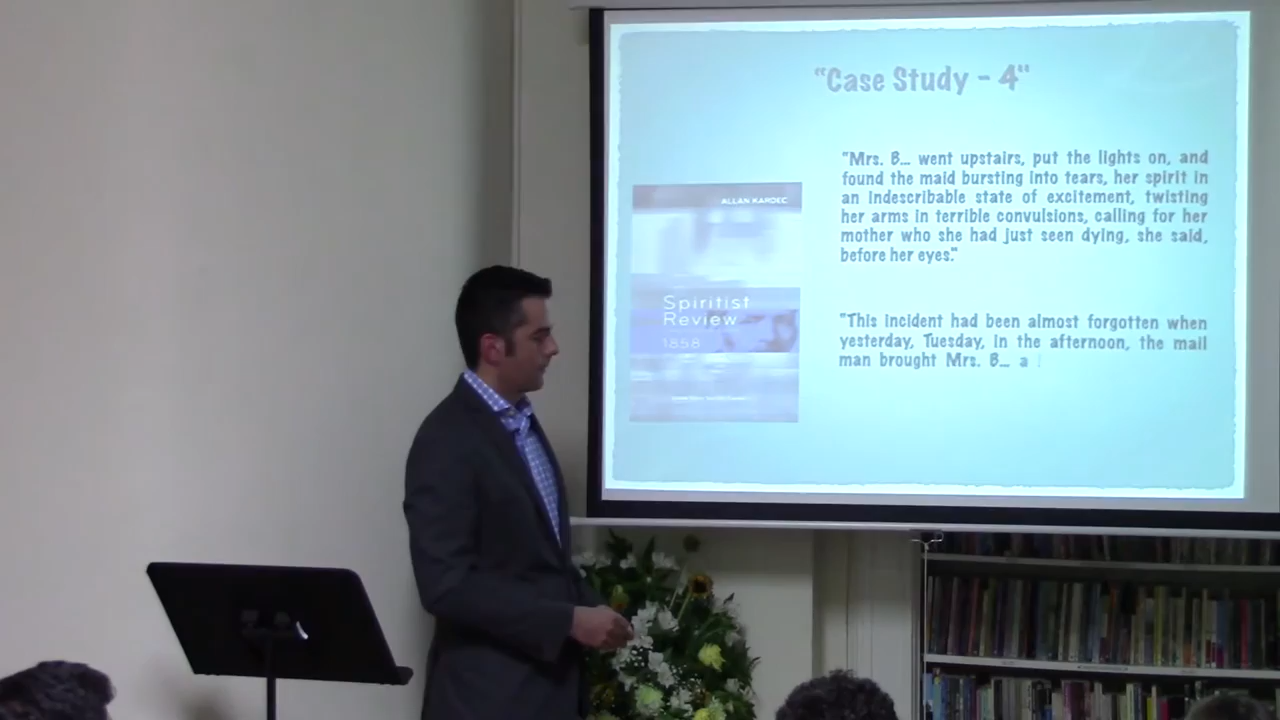 “Case Study - 4"
"Mrs. B... went upstairs, put the lights on, and
found the maid bursting into tears, her spirit in
an indescribable state of excitement, twisting
her arms in terrible convulsions, calling for her
mother who she had just seen dying, she said,
before her eyes."
ALLAN KARDEC
Spiritist
Review
1858
"This incident had been almost forgotten when
yesterday, Tuesday, in the afternoon, the mail
man brought Mrs. B... a